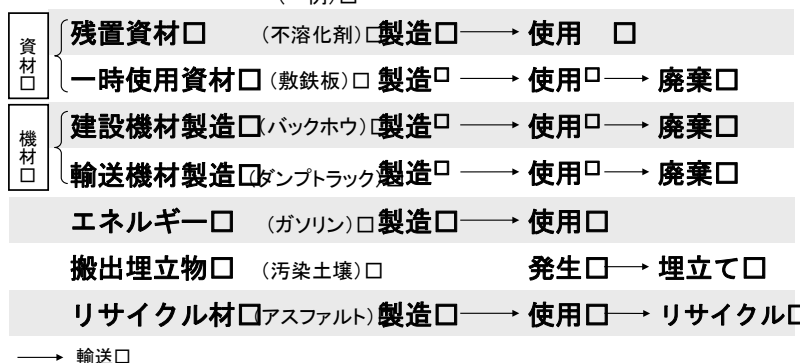 資材□ 残置資材□ (不溶化剤)□ 製造□ → 使用 □
一時使用資材□ (敷鉄板)□ 製造□ → 使用□ → 廃棄□
機材□ 建設機材製造□ (バックホウ)□ 製造□ → 使用□ → 廃棄□
輸送機材製造□ (ダンプトラック)□ 製造□ → 使用□ → 廃棄□
エネルギー□ (ガソリン)□ 製造□ → 使用□
搬出埋立物□ (汚染土壌)□ 発生□ → 埋立て□
リサイクル材□ (アスファルト) 製造□ → 使用□ → リサイクル□
→ 輸送□